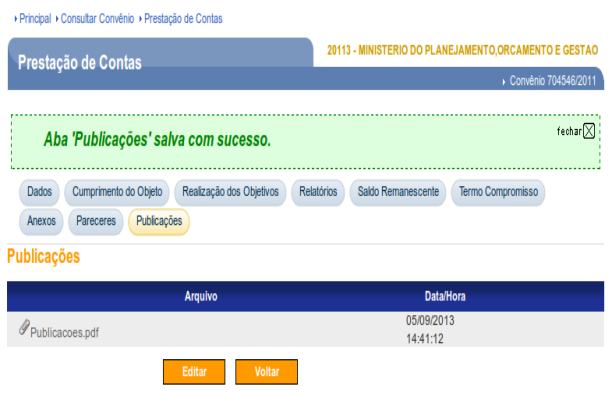 Principal Consultar Convênio Prestação de Contas
20113 - MINISTERIO DO PLANEJAMENTO,ORCAMENTO E GESTAO
Prestação de Contas
Convênio 704546/2011
Aba 'Publicações' salva com sucesso.
fechar
Dados Cumprimento do Objeto Realização dos Objetivos Relatórios Saldo Remanescente Termo Compromisso
Anexos Pareceres Publicações
Publicações
Arquivo Data/Hora
Publicacoes.pdf 05/09/2013
14:41:12
Editar Voltar